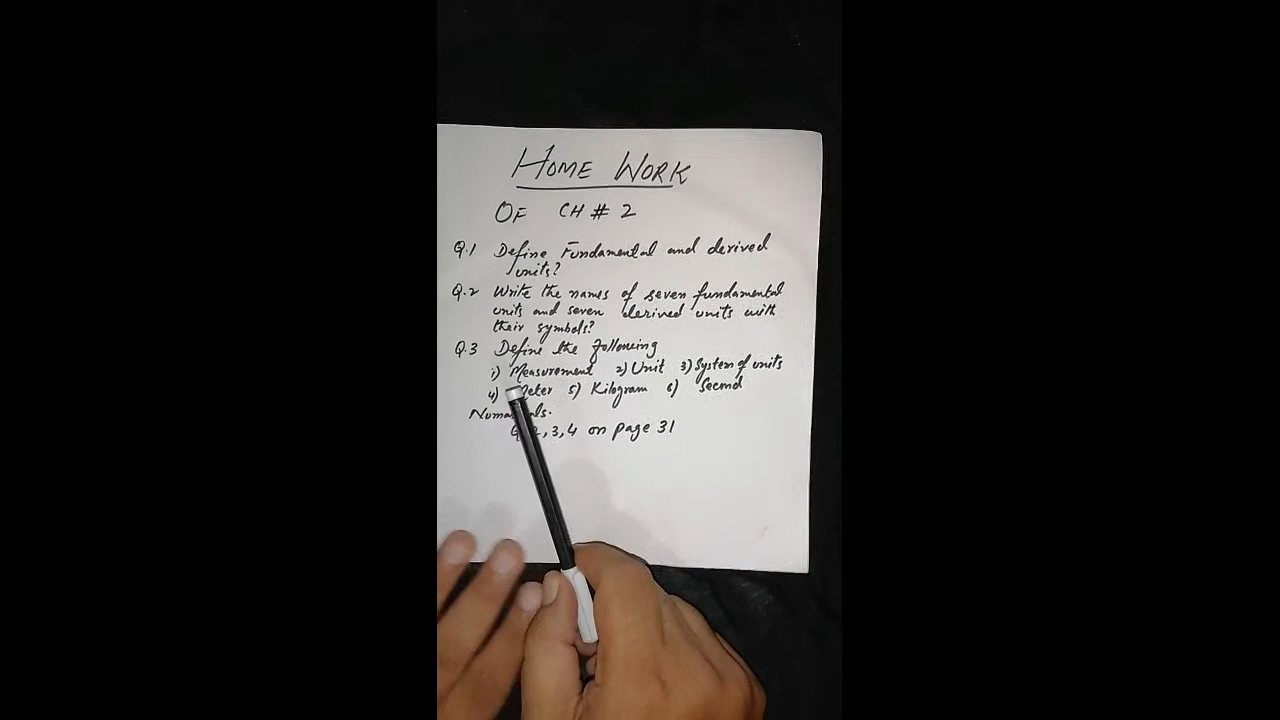 HOME WORK
OF CH # 2
Q.1 Define Fundamental and derived
units?
Q.2 Write the names of seven fundamental
units and seven derived units with
their symbols?
Q.3 Define the following
1) Measurement 2) Unit 3) System of units
4) 5) Kilogram 6) Second
2, 3, 4 on page 31